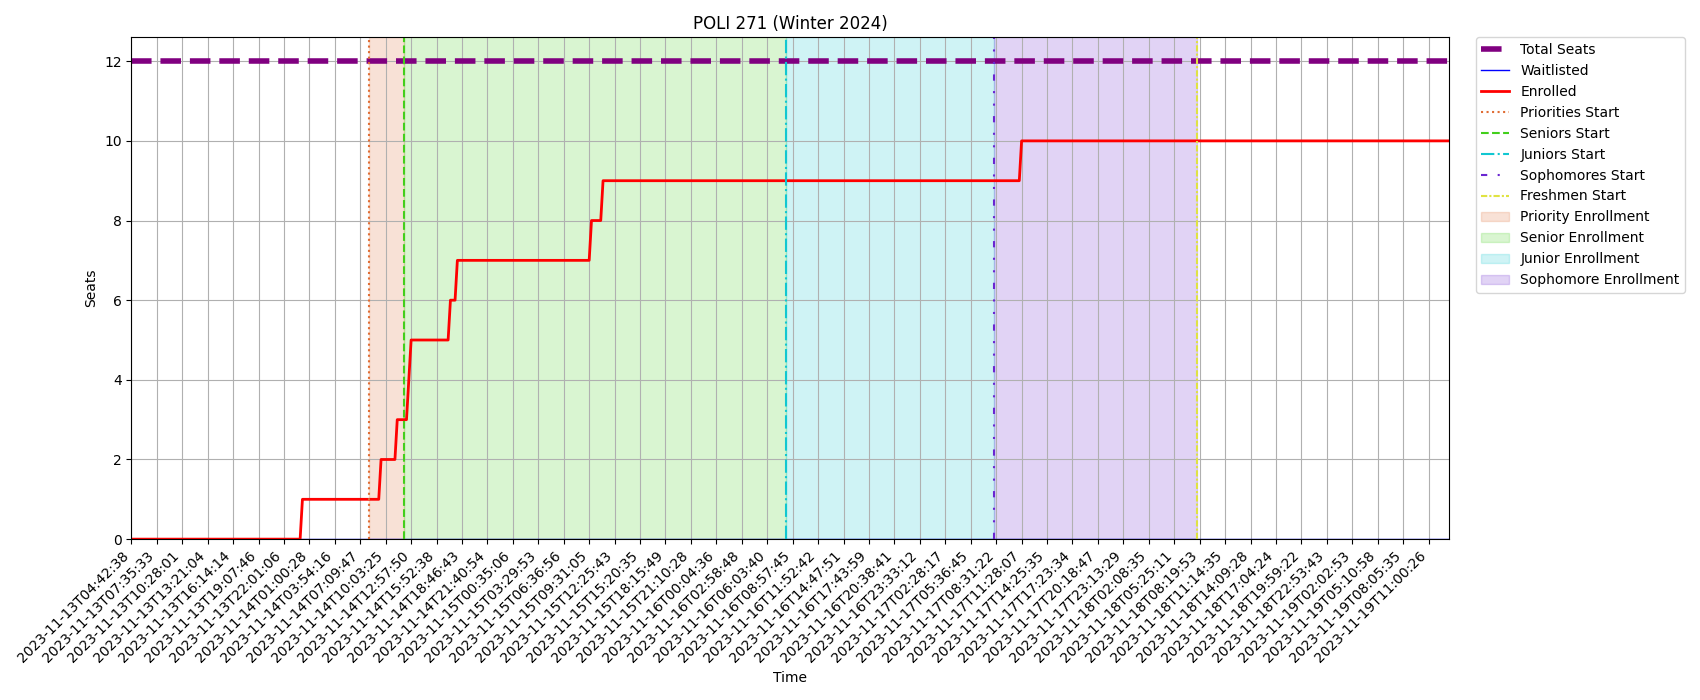 POLI 271 (Winter 2024)
Seats
12
10
8
6
4
2
0
2023-11-13T04:42:38
2023-11-13T07:35:33
2023-11-13T10:28:01
2023-11-13T13:21:04
2023-11-13T16:14:14
2023-11-13T19:07:46
2023-11-13T22:01:06
2023-11-14T01:00:28
2023-11-14T03:54:16
2023-11-14T07:09:47
2023-11-14T10:03:25
2023-11-14T12:57:50
2023-11-14T15:52:38
2023-11-14T18:46:43
2023-11-14T21:40:54
2023-11-15T00:35:06
2023-11-15T03:29:53
2023-11-15T06:36:56
2023-11-15T09:31:05
2023-11-15T12:25:43
2023-11-15T15:20:35
2023-11-15T18:15:49
2023-11-15T21:10:28
2023-11-16T00:04:36
2023-11-16T02:58:48
2023-11-16T06:03:40
2023-11-16T08:57:45
2023-11-16T11:52:42
2023-11-16T14:47:51
2023-11-16T17:43:59
2023-11-16T20:38:41
2023-11-16T23:33:12
2023-11-17T02:28:17
2023-11-17T05:36:45
2023-11-17T08:31:22
2023-11-17T11:28:07
2023-11-17T14:25:35
2023-11-17T17:23:34
2023-11-17T20:18:47
2023-11-17T23:13:29
2023-11-18T02:08:35
2023-11-18T05:25:11
2023-11-18T08:19:53
2023-11-18T11:14:35
2023-11-18T14:09:28
2023-11-18T17:04:24
2023-11-18T19:59:22
2023-11-18T22:53:43
2023-11-19T02:02:53
2023-11-19T05:10:58
2023-11-19T08:05:35
2023-11-19T11:00:26
Time
Total Seats
Waitlisted
Enrolled
Priorities Start
Seniors Start
Juniors Start
Sophomores Start
Freshmen Start
Priority Enrollment
Senior Enrollment
Junior Enrollment
Sophomore Enrollment